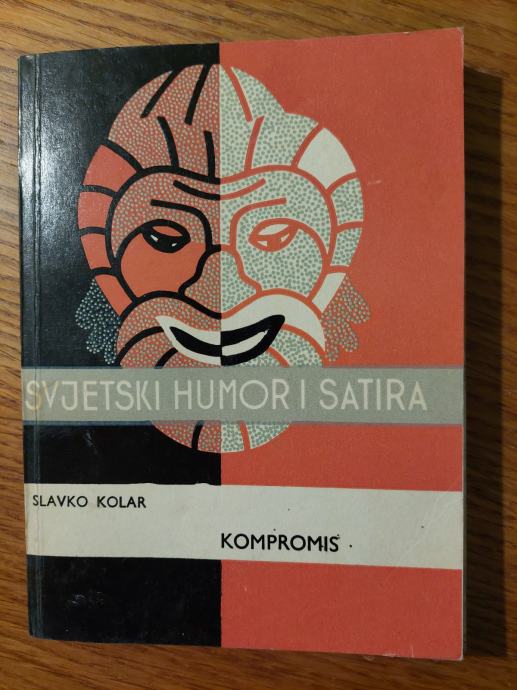 SVJETSKI HUMOR I SATIRA
SLAVKO KOLAR
KOMPROMIS